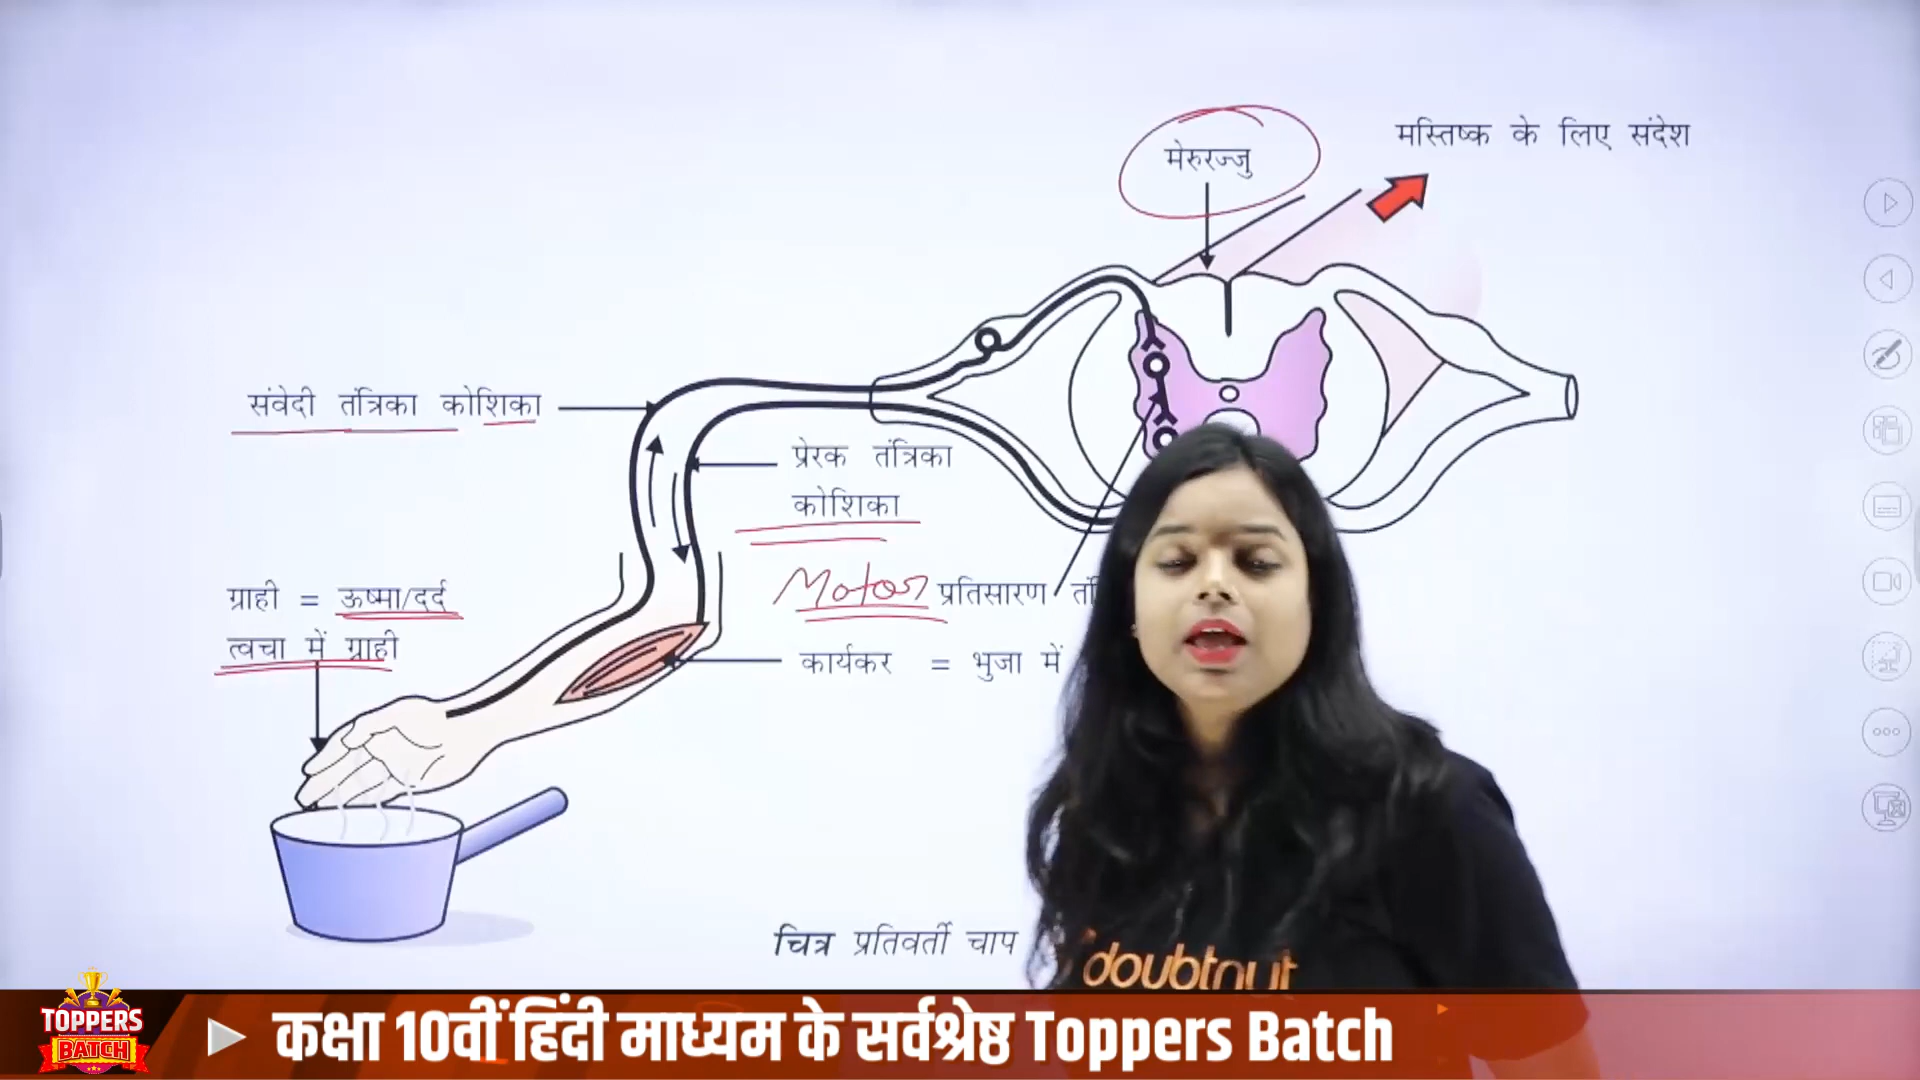 मेरुरज्जु
मस्तिष्क के लिए संदेश
संवेदी तंत्रिका कोशिका
प्रेरक तंत्रिका
कोशिका
ग्राही = ऊष्मा/दर्द
त्वचा में ग्राही
Motor
प्रतिसारण
कार्यकर = भुजा में
चित्र प्रतिवर्ती चाप
doubtnut
TOPPERS
BATCH
कक्षा 10वीं हिंदी माध्यम के सर्वश्रेष्ठ Toppers Batch